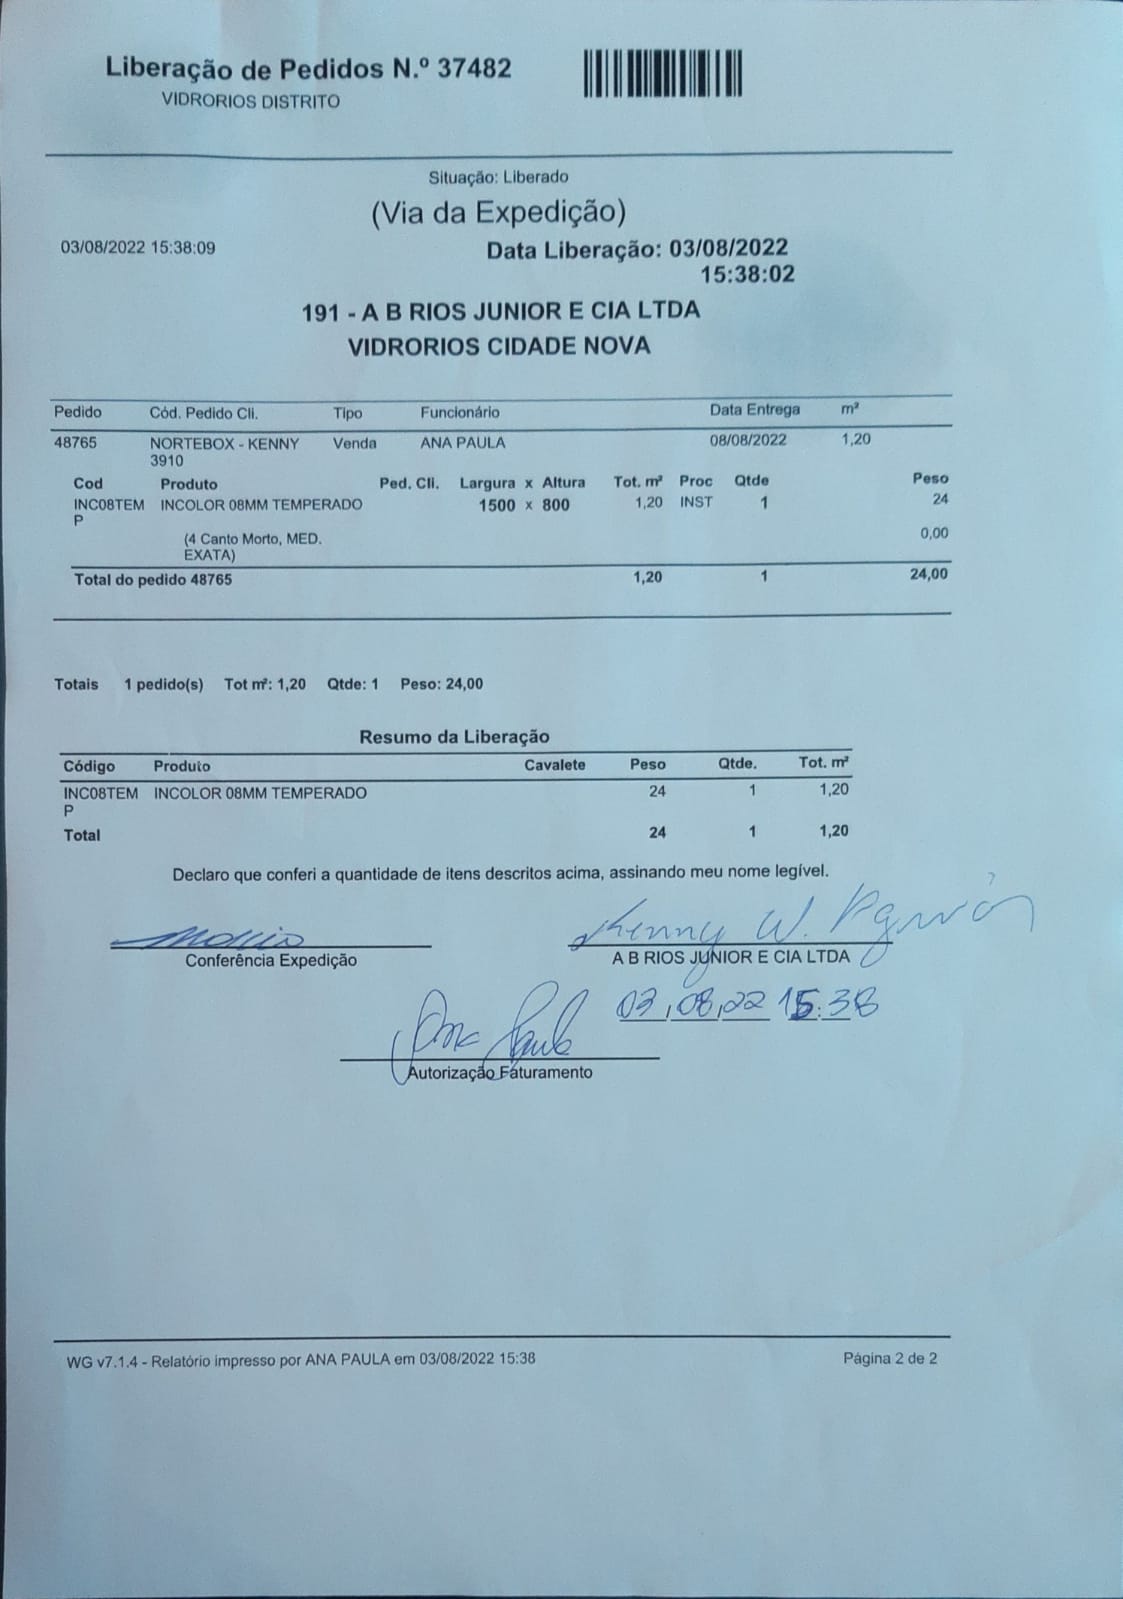 Liberação de Pedidos N.º 37482
VIDRORIOS DISTRITO
Situação: Liberado
(Via da Expedição)
03/08/2022 15:38:09
Data Liberação: 03/08/2022
15:38:02
191 - A B RIOS JUNIOR E CIA LTDA
VIDRORIOS CIDADE NOVA
Pedido Cód. Pedido Cli. Tipo Funcionário Data Entrega m²
48765 NORTEBOX - KENNY Venda ANA PAULA 08/08/2022 1,20
3910
Cod Produto Ped. Cli. Largura x Altura Tot. m² Proc Qtde Peso
INC08TEM INCOLOR 08MM TEMPERADO 1500 x 800 1,20 INST 1 24
P
(4 Canto Morto, MED. 0,00
EXATA)
Total do pedido 48765 1,20 1 24,00
Totais 1 pedido(s) Tot m²: 1,20 Qtde: 1 Peso: 24,00
Resumo da Liberação
Código Produto Cavalete Peso Qtde. Tot. m²
INC08TEM INCOLOR 08MM TEMPERADO 24 1 1,20
P
Total 24 1 1,20
Declaro que conferi a quantidade de itens descritos acima, assinando meu nome legível.
Kenny W.
Conferência Expedição A B RIOS JUNIOR E CIA LTDA
03,08,22 15:38
Ana Paula
Autorização Faturamento
WG v7.1.4 - Relatório impresso por ANA PAULA em 03/08/2022 15:38 Página 2 de 2